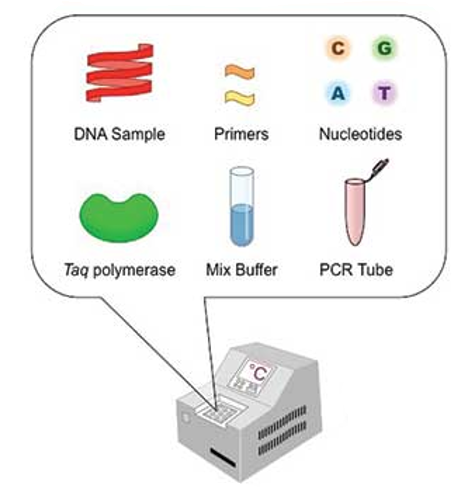 DNA Sample
Primers
C G
A T
Nucleotides
Taq polymerase
Mix Buffer
PCR Tube
°C